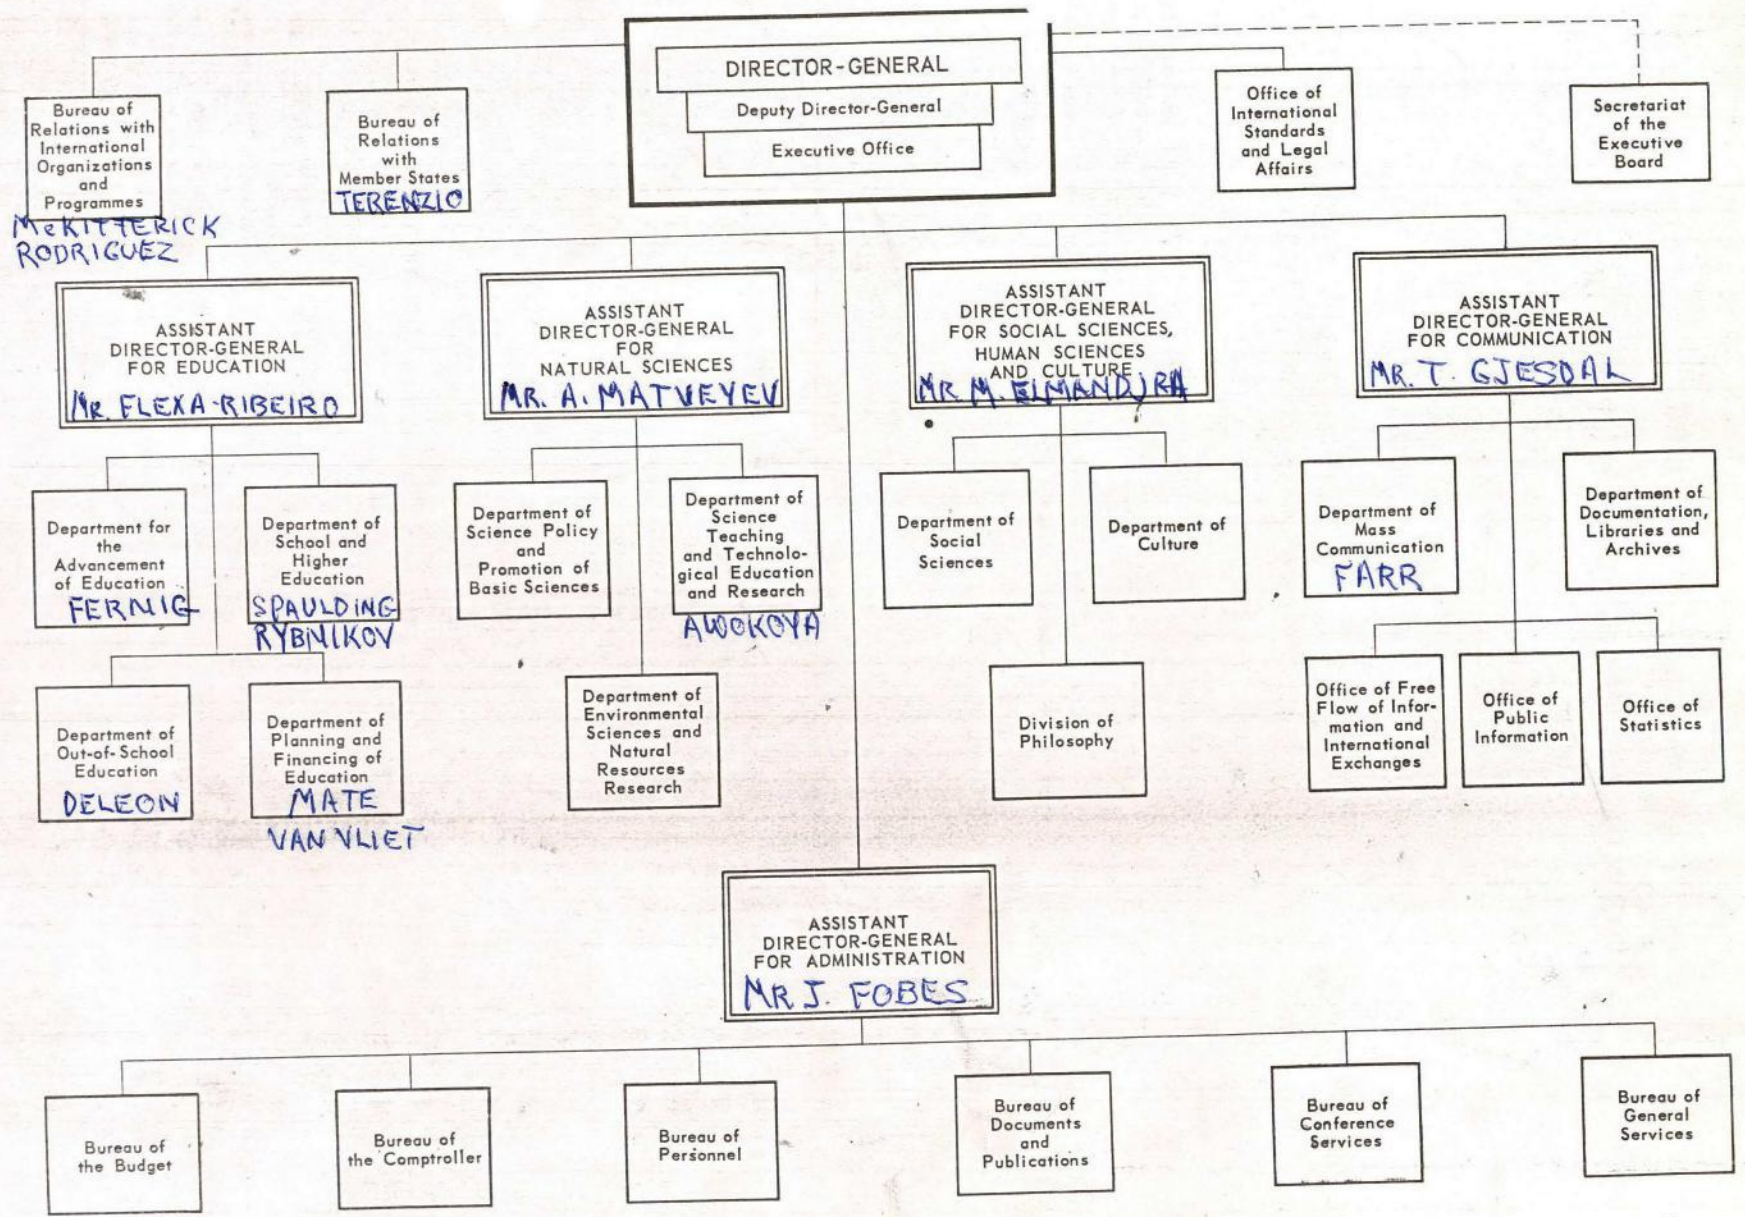 DIRECTOR-GENERAL
Deputy Director-General
Executive Office
Bureau of
Relations with
International
Organizations
and
Programmes
McKITTERICK
RODRIGUEZ
Bureau of
Relations
with
Member States
TERENZIO
Office of
International
Standards
and Legal
Affairs
Secretariat
of the
Executive
Board
ASSISTANT
DIRECTOR-GENERAL
FOR EDUCATION
MR. FLEXA-RIBEIRO
ASSISTANT
DIRECTOR-GENERAL
FOR
NATURAL SCIENCES
MR. A. MATVEYEV
ASSISTANT
DIRECTOR-GENERAL
FOR SOCIAL SCIENCES,
HUMAN SCIENCES
AND CULTURE
MR M. ELMANDJRA
ASSISTANT
DIRECTOR-GENERAL
FOR COMMUNICATION
MR. T. GJESDAL
Department for
the
Advancement
of Education
FERNIG
Department of
School and
Higher
Education
SPAULDING
RYBNIKOV
Department of
Science Policy
and
Promotion of
Basic Sciences
Department of
Science
Teaching
and Technolo-
gical Education
and Research
AWOKOYA
Department of
Social
Sciences
Department of
Culture
Department of
Mass
Communication
FARR
Department of
Documentation,
Libraries and
Archives
Department of
Out-of-School
Education
DELEON
Department of
Planning and
Financing of
Education
MATE
VAN VLIET
Department of
Environmental
Sciences and
Natural
Resources
Research
Division of
Philosophy
Office of Free
Flow of Infor-
mation and
International
Exchanges
Office of
Public
Information
Office of
Statistics
ASSISTANT
DIRECTOR-GENERAL
FOR ADMINISTRATION
MR J. FOBES
Bureau of
the Budget
Bureau of
the Comptroller
Bureau of
Personnel
Bureau of
Documents
and
Publications
Bureau of
Conference
Services
Bureau of
General
Services